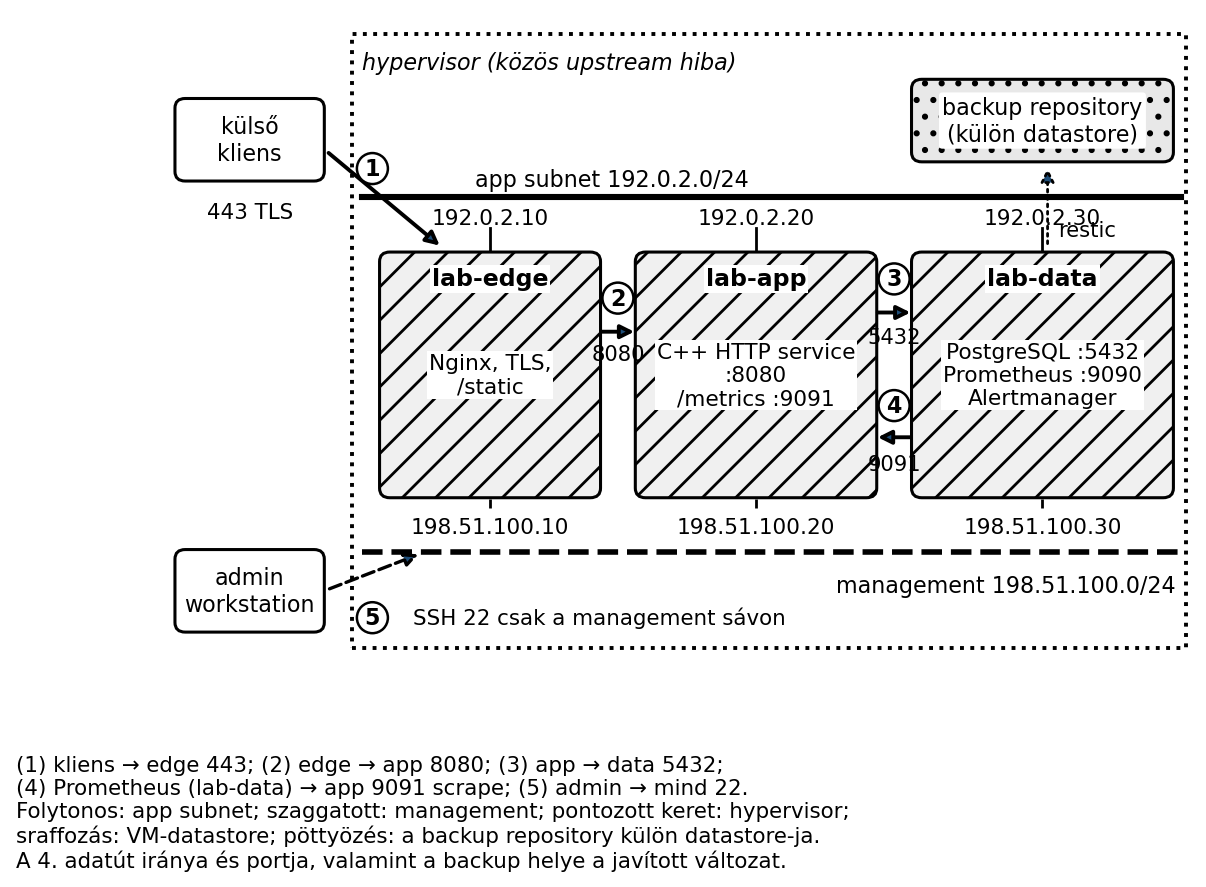 hypervisor (közös upstream hiba)
backup repository
(külön datastore)
külső
kliens
1
app subnet 192.0.2.0/24
443 TLS
192.0.2.10
192.0.2.20
192.0.2.30
restic
lab-edge
lab-app
lab-data
2
3
8080
5432
Nginx, TLS,
/static
C++ HTTP service
:8080
/metrics :9091
PostgreSQL :5432
Prometheus :9090
Alertmanager
4
9091
198.51.100.10
198.51.100.20
198.51.100.30
admin
workstation
management 198.51.100.0/24
5
SSH 22 csak a management sávon
(1) kliens → edge 443; (2) edge → app 8080; (3) app → data 5432;
(4) Prometheus (lab-data) → app 9091 scrape; (5) admin → mind 22.
Folytonos: app subnet; szaggatott: management; pontozott keret: hypervisor;
sraffozás: VM-datastore; pöttyözés: a backup repository külön datastore-ja.
A 4. adatút iránya és portja, valamint a backup helye a javított változat.